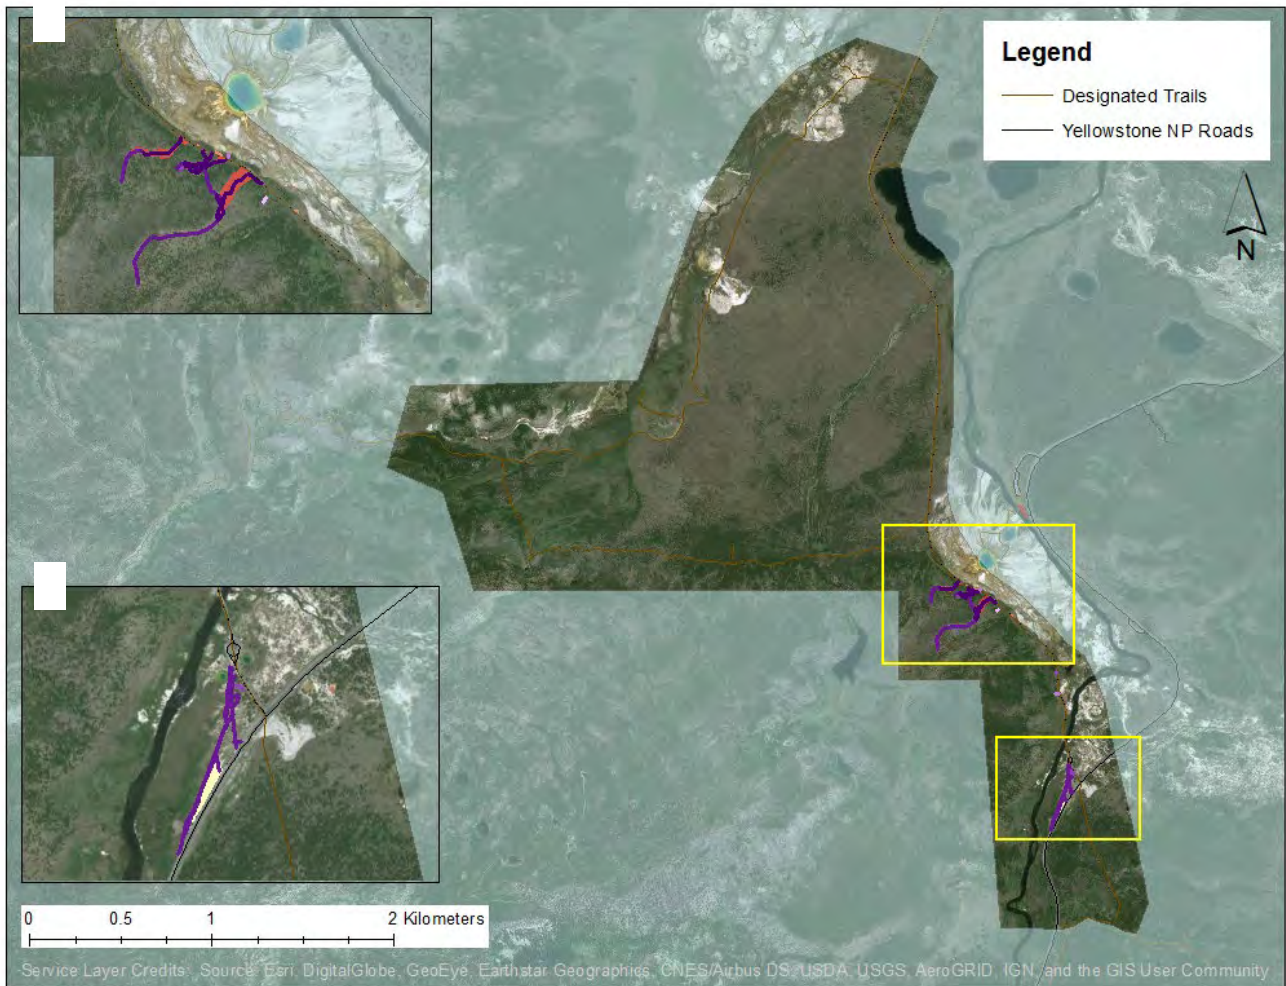 Legend
Designated Trails
Yellowstone NP Roads
N
0 0.5 1 2 Kilometers
Service Layer Credits: Source: Esri, DigitalGlobe, GeoEye, Earthstar Geographics, CNES/Airbus DS, USDA, USGS, AeroGRID, IGN, and the GIS User Community